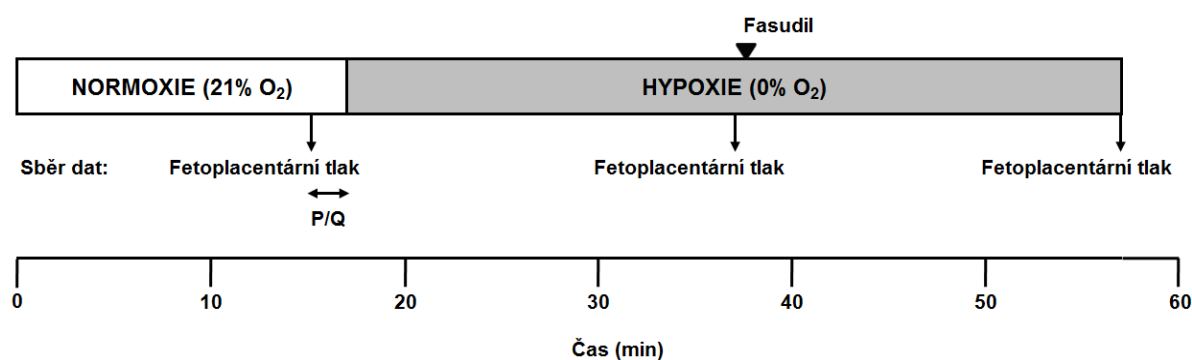 Fasudil
NORMOXIE (21% O₂) HYPOXIE (0% O₂)
Sběr dat: Fetoplacentární tlak Fetoplacentární tlak Fetoplacentární tlak
P/Q
0 10 20 30 40 50 60
Čas (min)